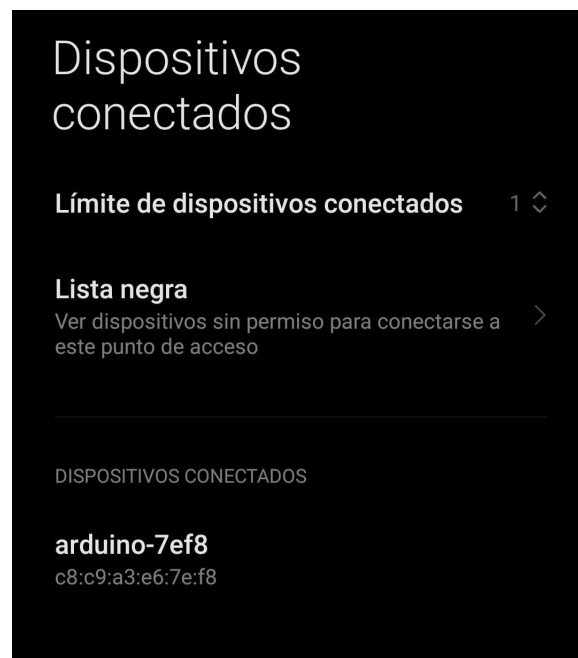 Dispositivos
conectados
Límite de dispositivos conectados 1
Lista negra
Ver dispositivos sin permiso para conectarse a
este punto de acceso
DISPOSITIVOS CONECTADOS
arduino-7ef8
c8:c9:a3:e6:7e:f8